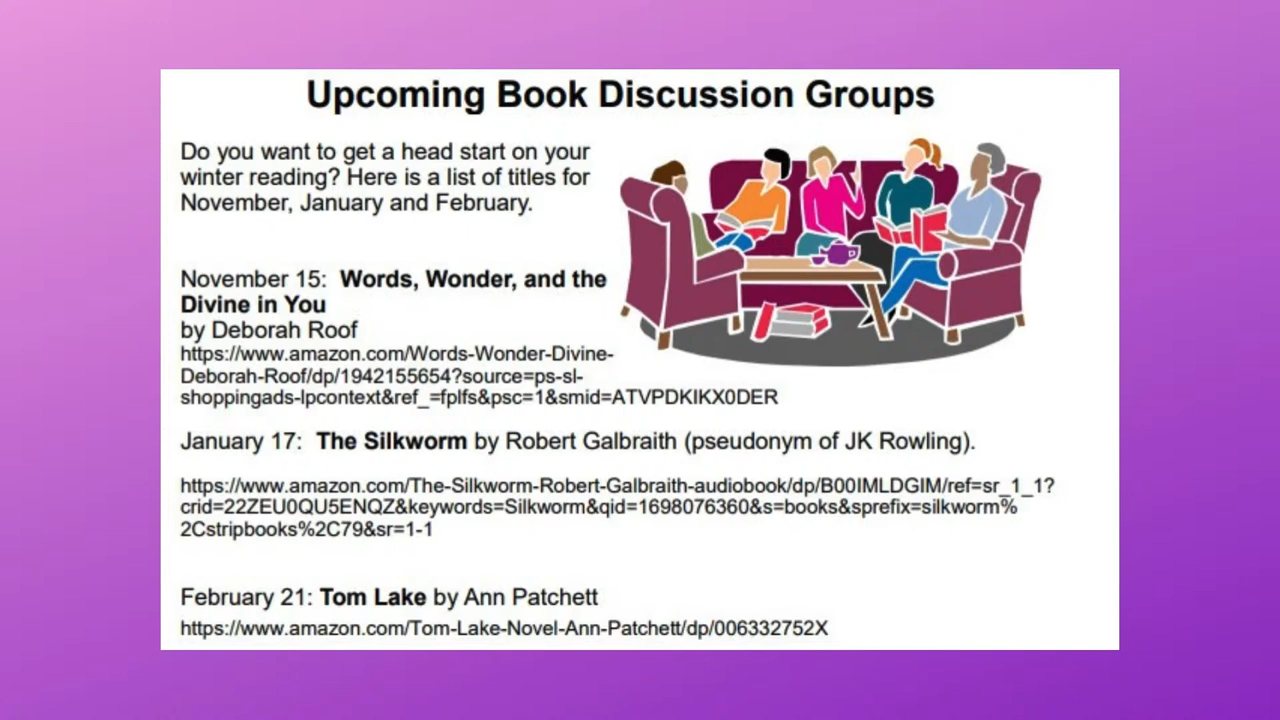 Upcoming Book Discussion Groups
Do you want to get a head start on your
winter reading? Here is a list of titles for
November, January and February.
November 15: Words, Wonder, and the
Divine in You
by Deborah Roof
https://www.amazon.com/Words-Wonder-Divine-
Deborah-Roof/dp/1942155654?source=ps-sl-
shoppingads-lpcontext&ref_=fplfs&psc=1&smid=ATVPDKIKX0DER
January 17: The Silkworm by Robert Galbraith (pseudonym of JK Rowling).
https://www.amazon.com/The-Silkworm-Robert-Galbraith-audiobook/dp/B00IMLDGIM/ref=sr_1_1?
crid=22ZEU0QU5ENQZ&keywords=Silkworm&qid=1698076360&s=books&sprefix=silkworm%
2Cstripbooks%2C79&sr=1-1
February 21: Tom Lake by Ann Patchett
https://www.amazon.com/Tom-Lake-Novel-Ann-Patchett/dp/006332752X